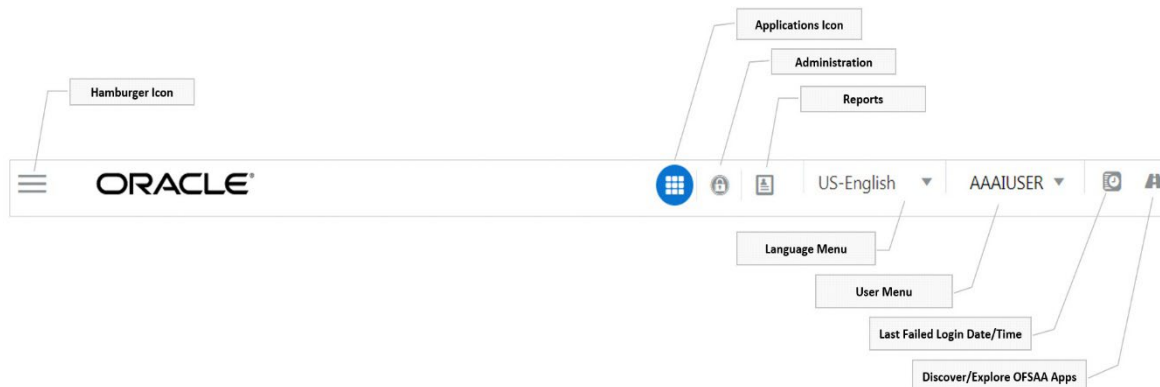 Applications Icon
Administration
Hamburger Icon
Reports
ORACLE®
US-English
AAAIUSER
Language Menu
User Menu
Last Failed Login Date/Time
Discover/Explore OFSAA Apps